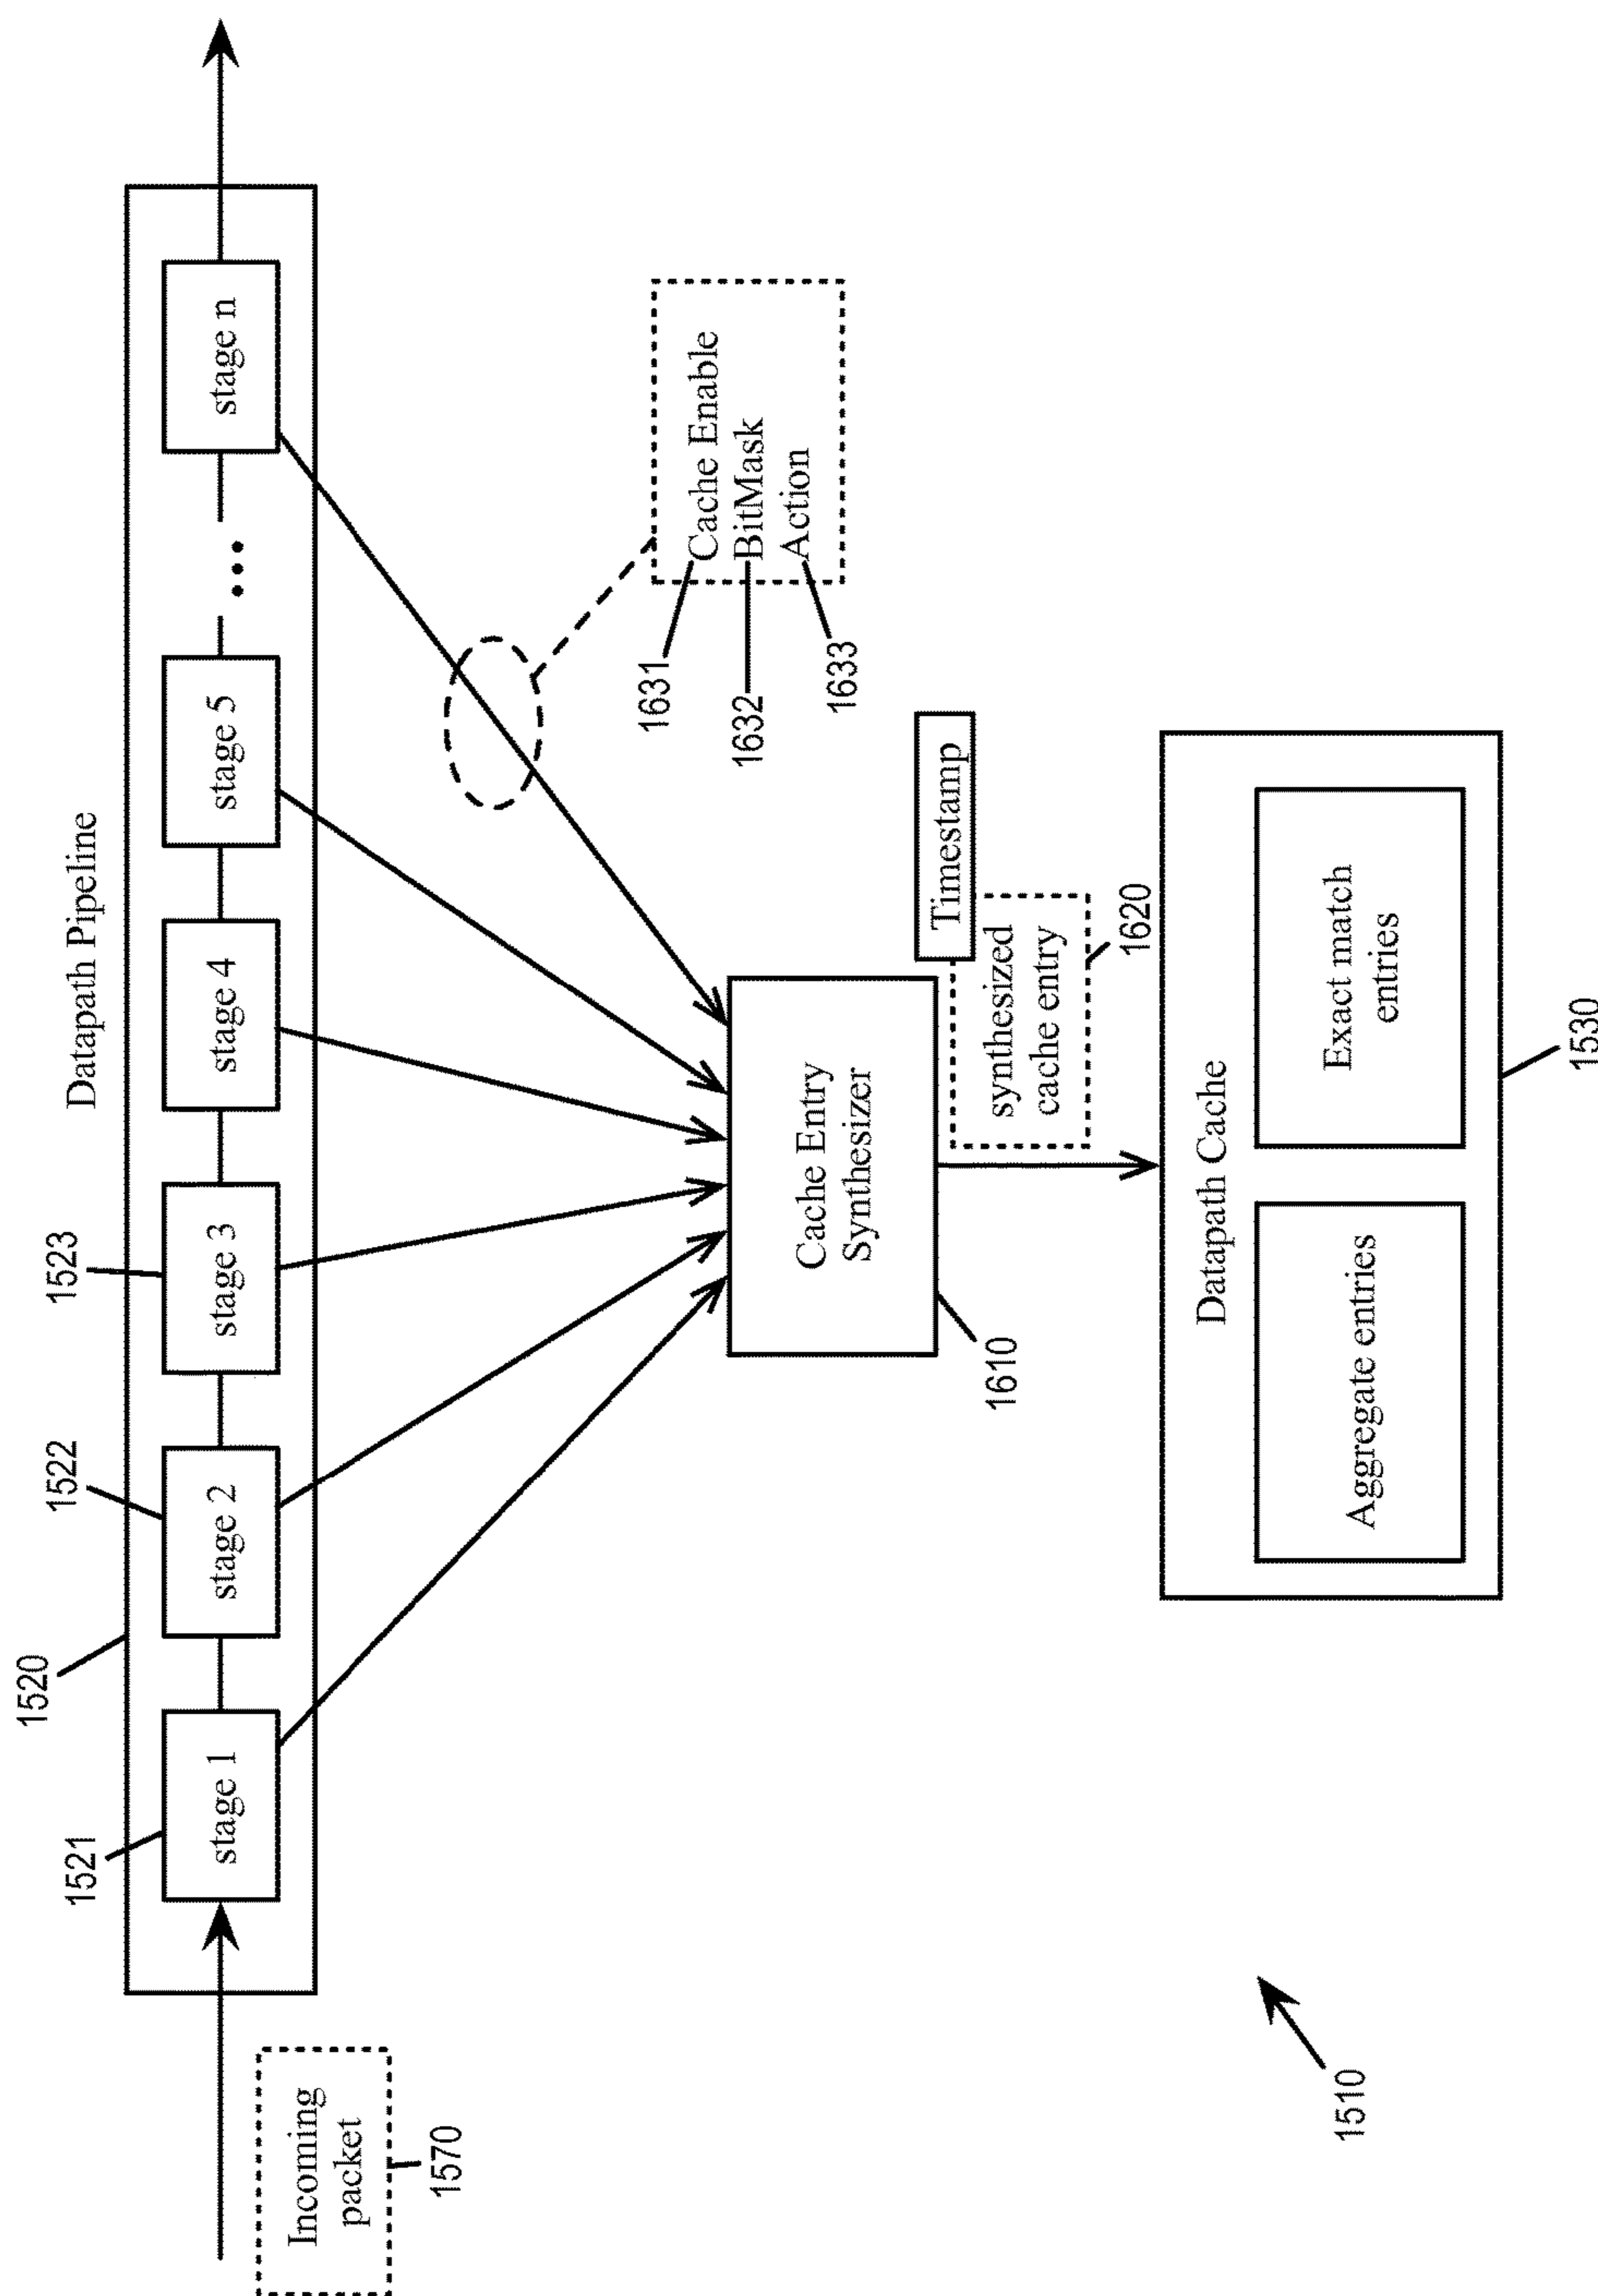 Datapath Pipeline
1520
1521
1522
1523
stage 1
stage 2
stage 3
stage 4
stage 5
...
stage n
Incoming
packet
1570
1631
Cache Enable
1632
BitMask
1633
Action
Cache Entry
Synthesizer
1610
Timestamp
synthesized
cache entry
1620
Datapath Cache
Aggregate entries
Exact match
entries
1530
1510